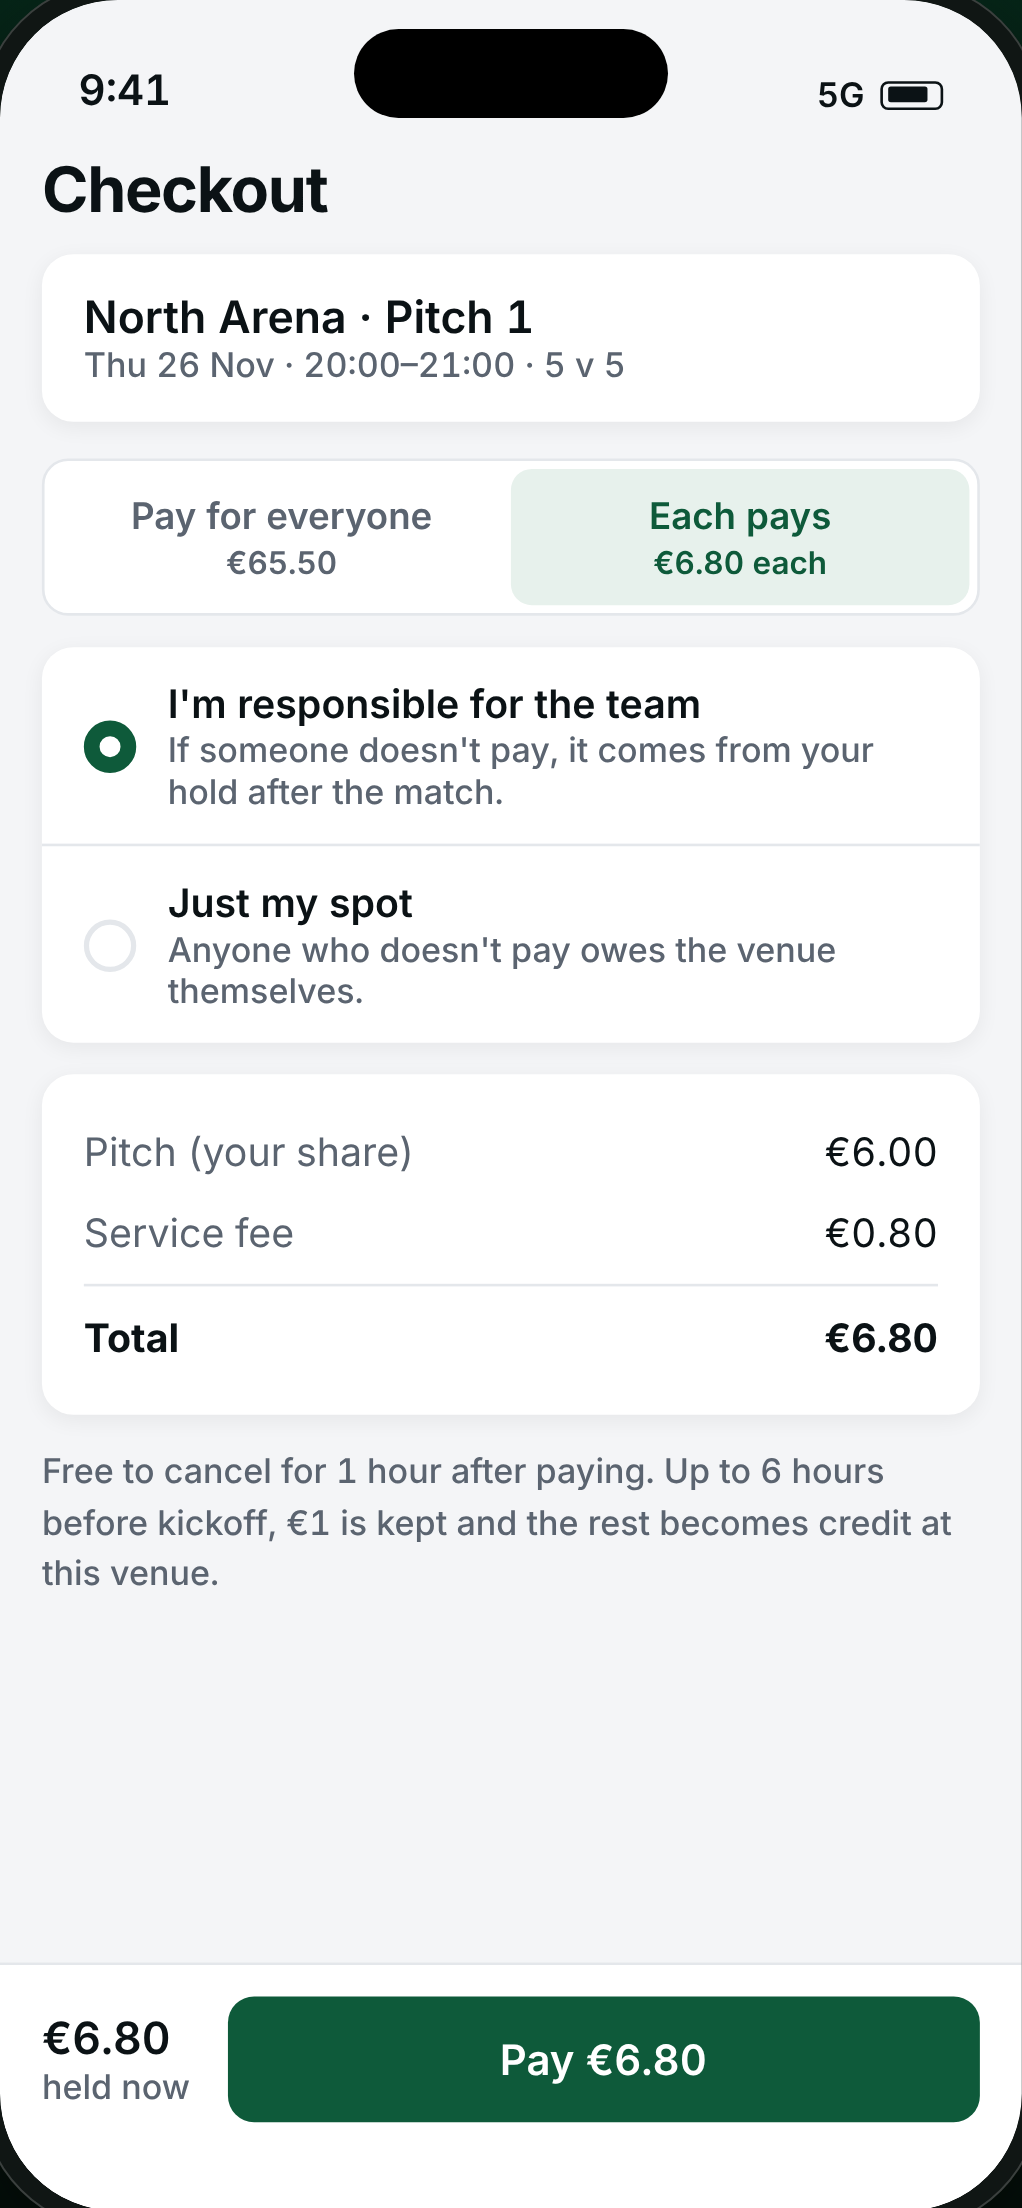 9:41
5G
Checkout
North Arena · Pitch 1
Thu 26 Nov · 20:00–21:00 · 5 v 5
Pay for everyone
€65.50
Each pays
€6.80 each
I'm responsible for the team
If someone doesn't pay, it comes from your
hold after the match.
Just my spot
Anyone who doesn't pay owes the venue
themselves.
Pitch (your share) €6.00
Service fee €0.80
Total €6.80
Free to cancel for 1 hour after paying. Up to 6 hours
before kickoff, €1 is kept and the rest becomes credit at
this venue.
€6.80
held now
Pay €6.80